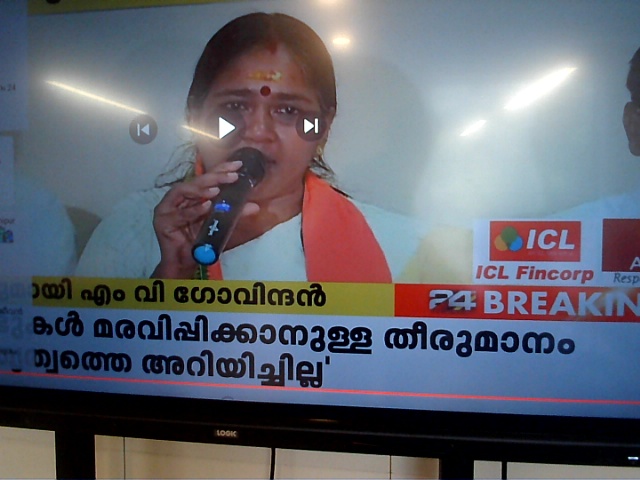 ICL
ICL Fincorp
എം വി ഗോവിന്ദൻ
24 BREAKIN
കൾ മരവിപ്പിക്കാനുള്ള തീരുമാനം
ത്വത്തെ അറിയിച്ചില്ല'
LOGIC